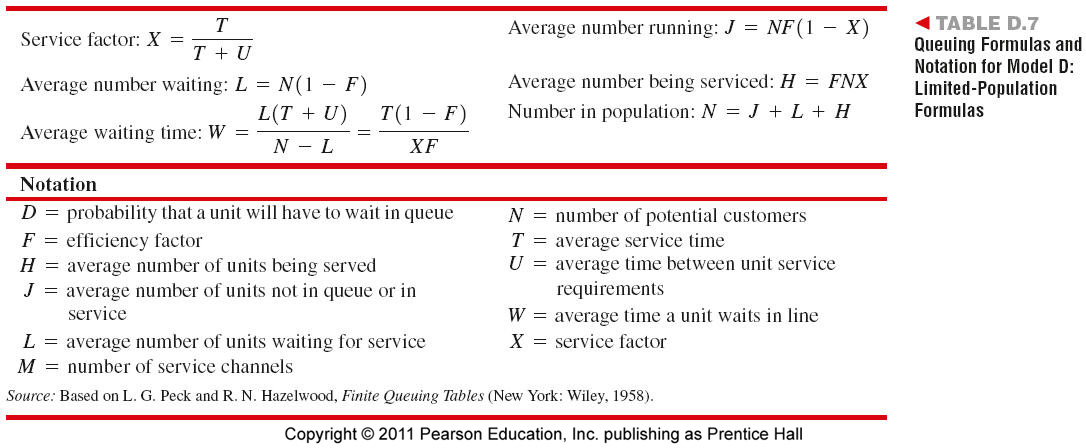 Service factor: X = T / (T + U)
Average number running: J = NF(1 − X)
Average number waiting: L = N(1 − F)
Average number being serviced: H = FNX
Average waiting time: W = L(T + U) / (N − L) = T(1 − F) / XF
Number in population: N = J + L + H
◀ TABLE D.7
Queuing Formulas and
Notation for Model D:
Limited-Population
Formulas
Notation
D = probability that a unit will have to wait in queue
F = efficiency factor
H = average number of units being served
J = average number of units not in queue or in
service
L = average number of units waiting for service
M = number of service channels
N = number of potential customers
T = average service time
U = average time between unit service
requirements
W = average time a unit waits in line
X = service factor
Source: Based on L. G. Peck and R. N. Hazelwood, Finite Queuing Tables (New York: Wiley, 1958).
Copyright © 2011 Pearson Education, Inc. publishing as Prentice Hall